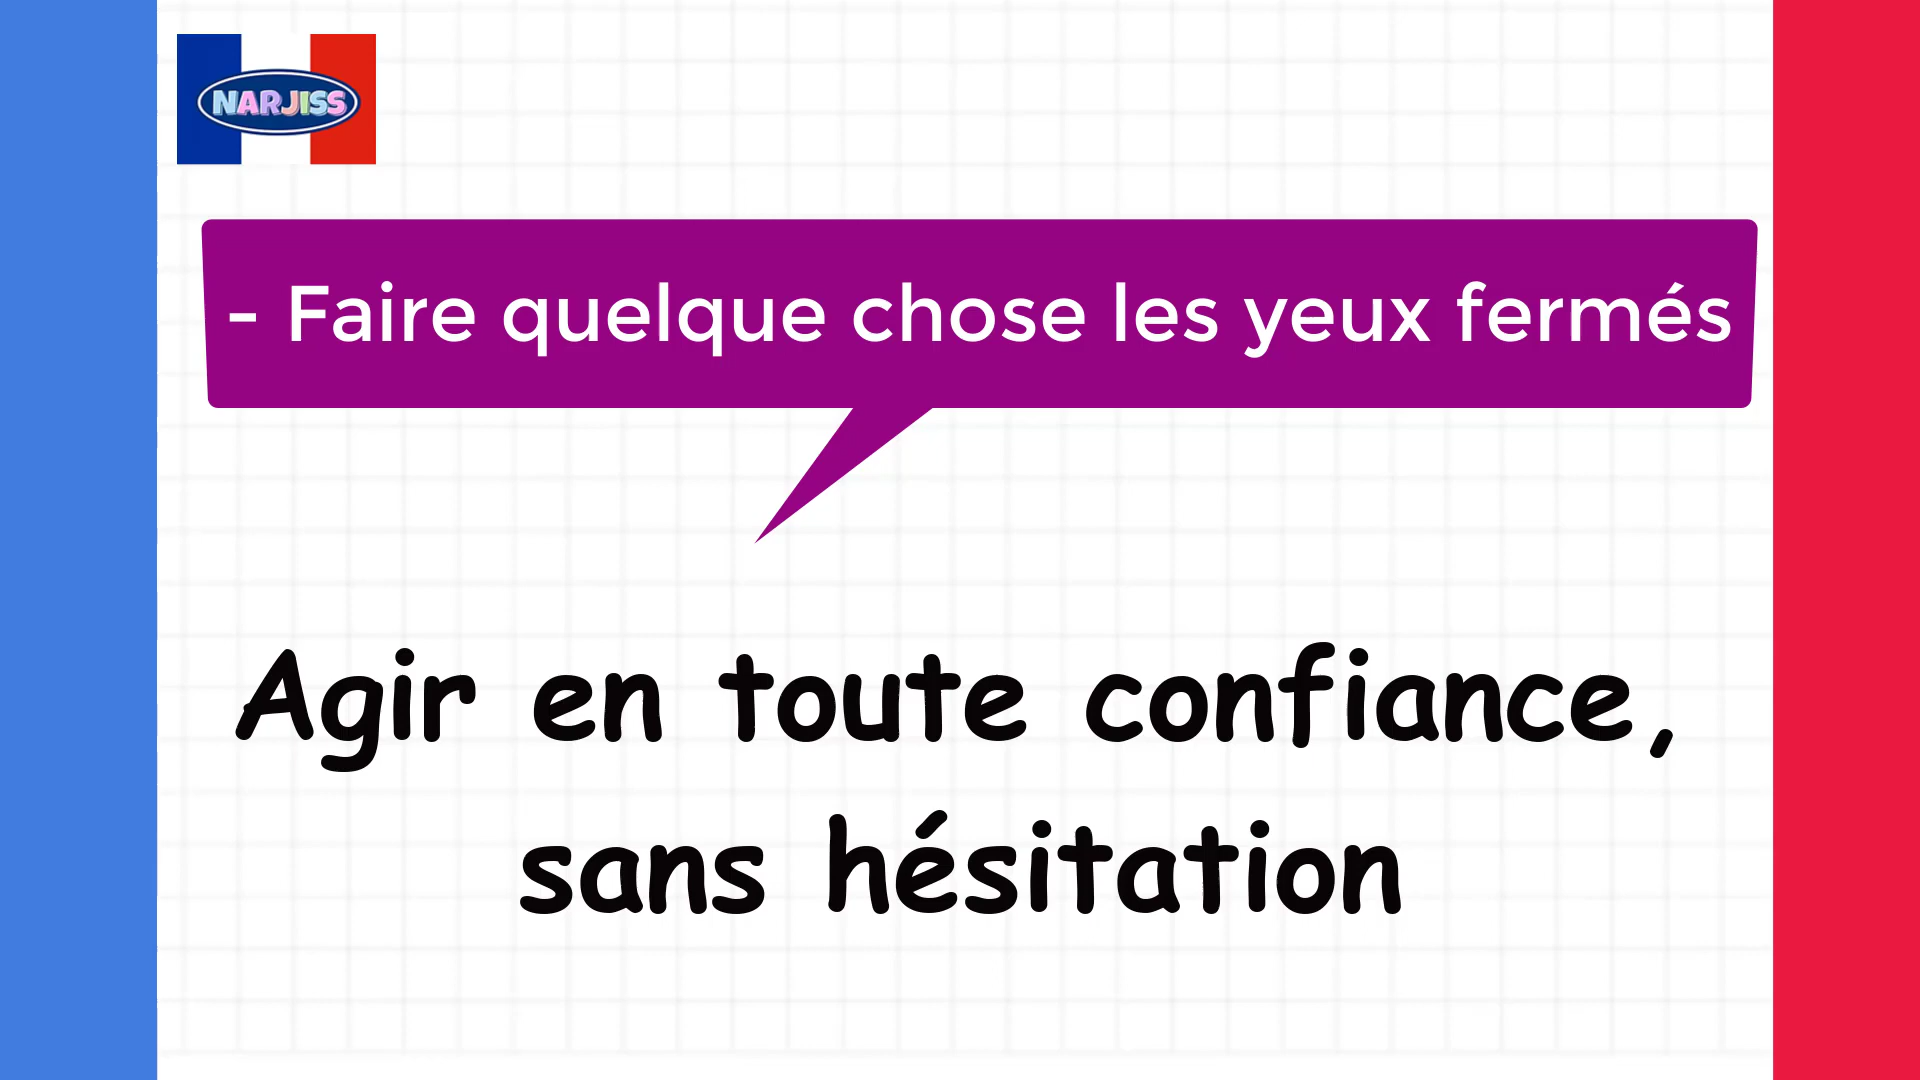 NARJISS
- Faire quelque chose les yeux fermés
Agir en toute confiance,
sans hésitation